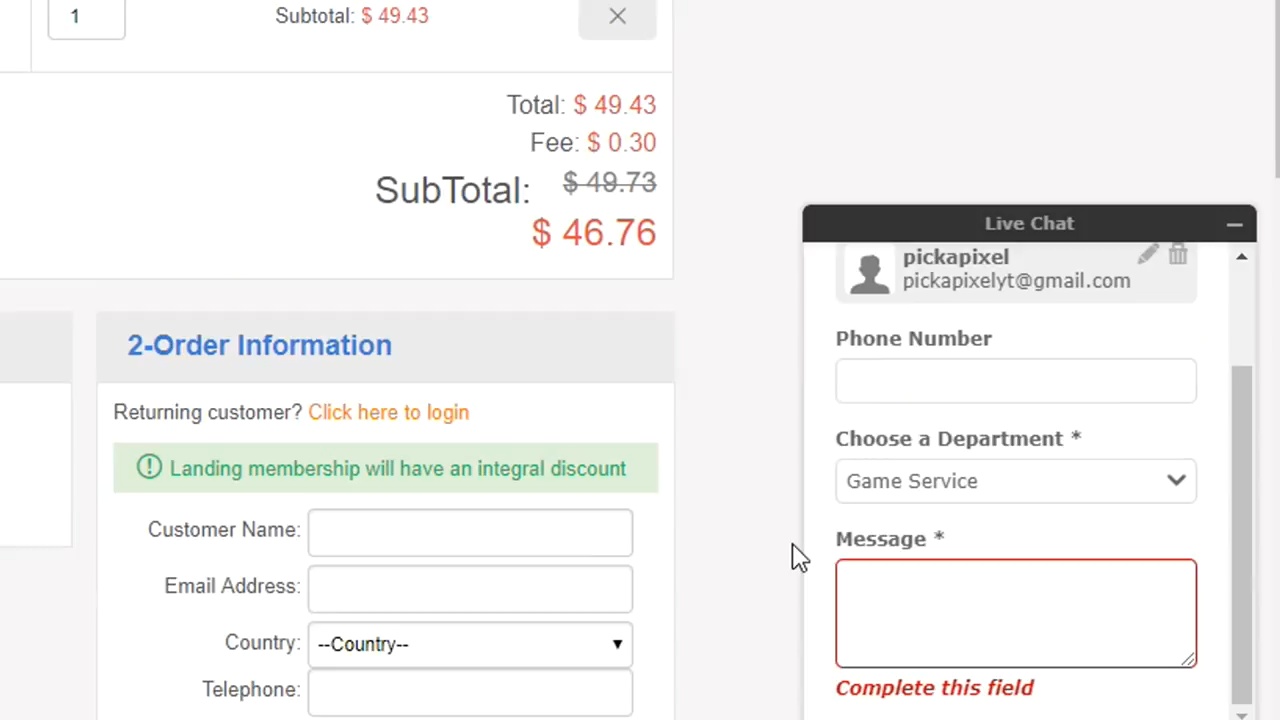 1
Subtotal: $ 49.43
Total: $ 49.43
Fee: $ 0.30
SubTotal: $ 49.73
$ 46.76
2-Order Information
Returning customer? Click here to login
Landing membership will have an integral discount
Customer Name:
Email Address:
Country: --Country--
Telephone:
Live Chat
pickapixel
pickapixelyt@gmail.com
Phone Number
Choose a Department *
Game Service
Message *
Complete this field